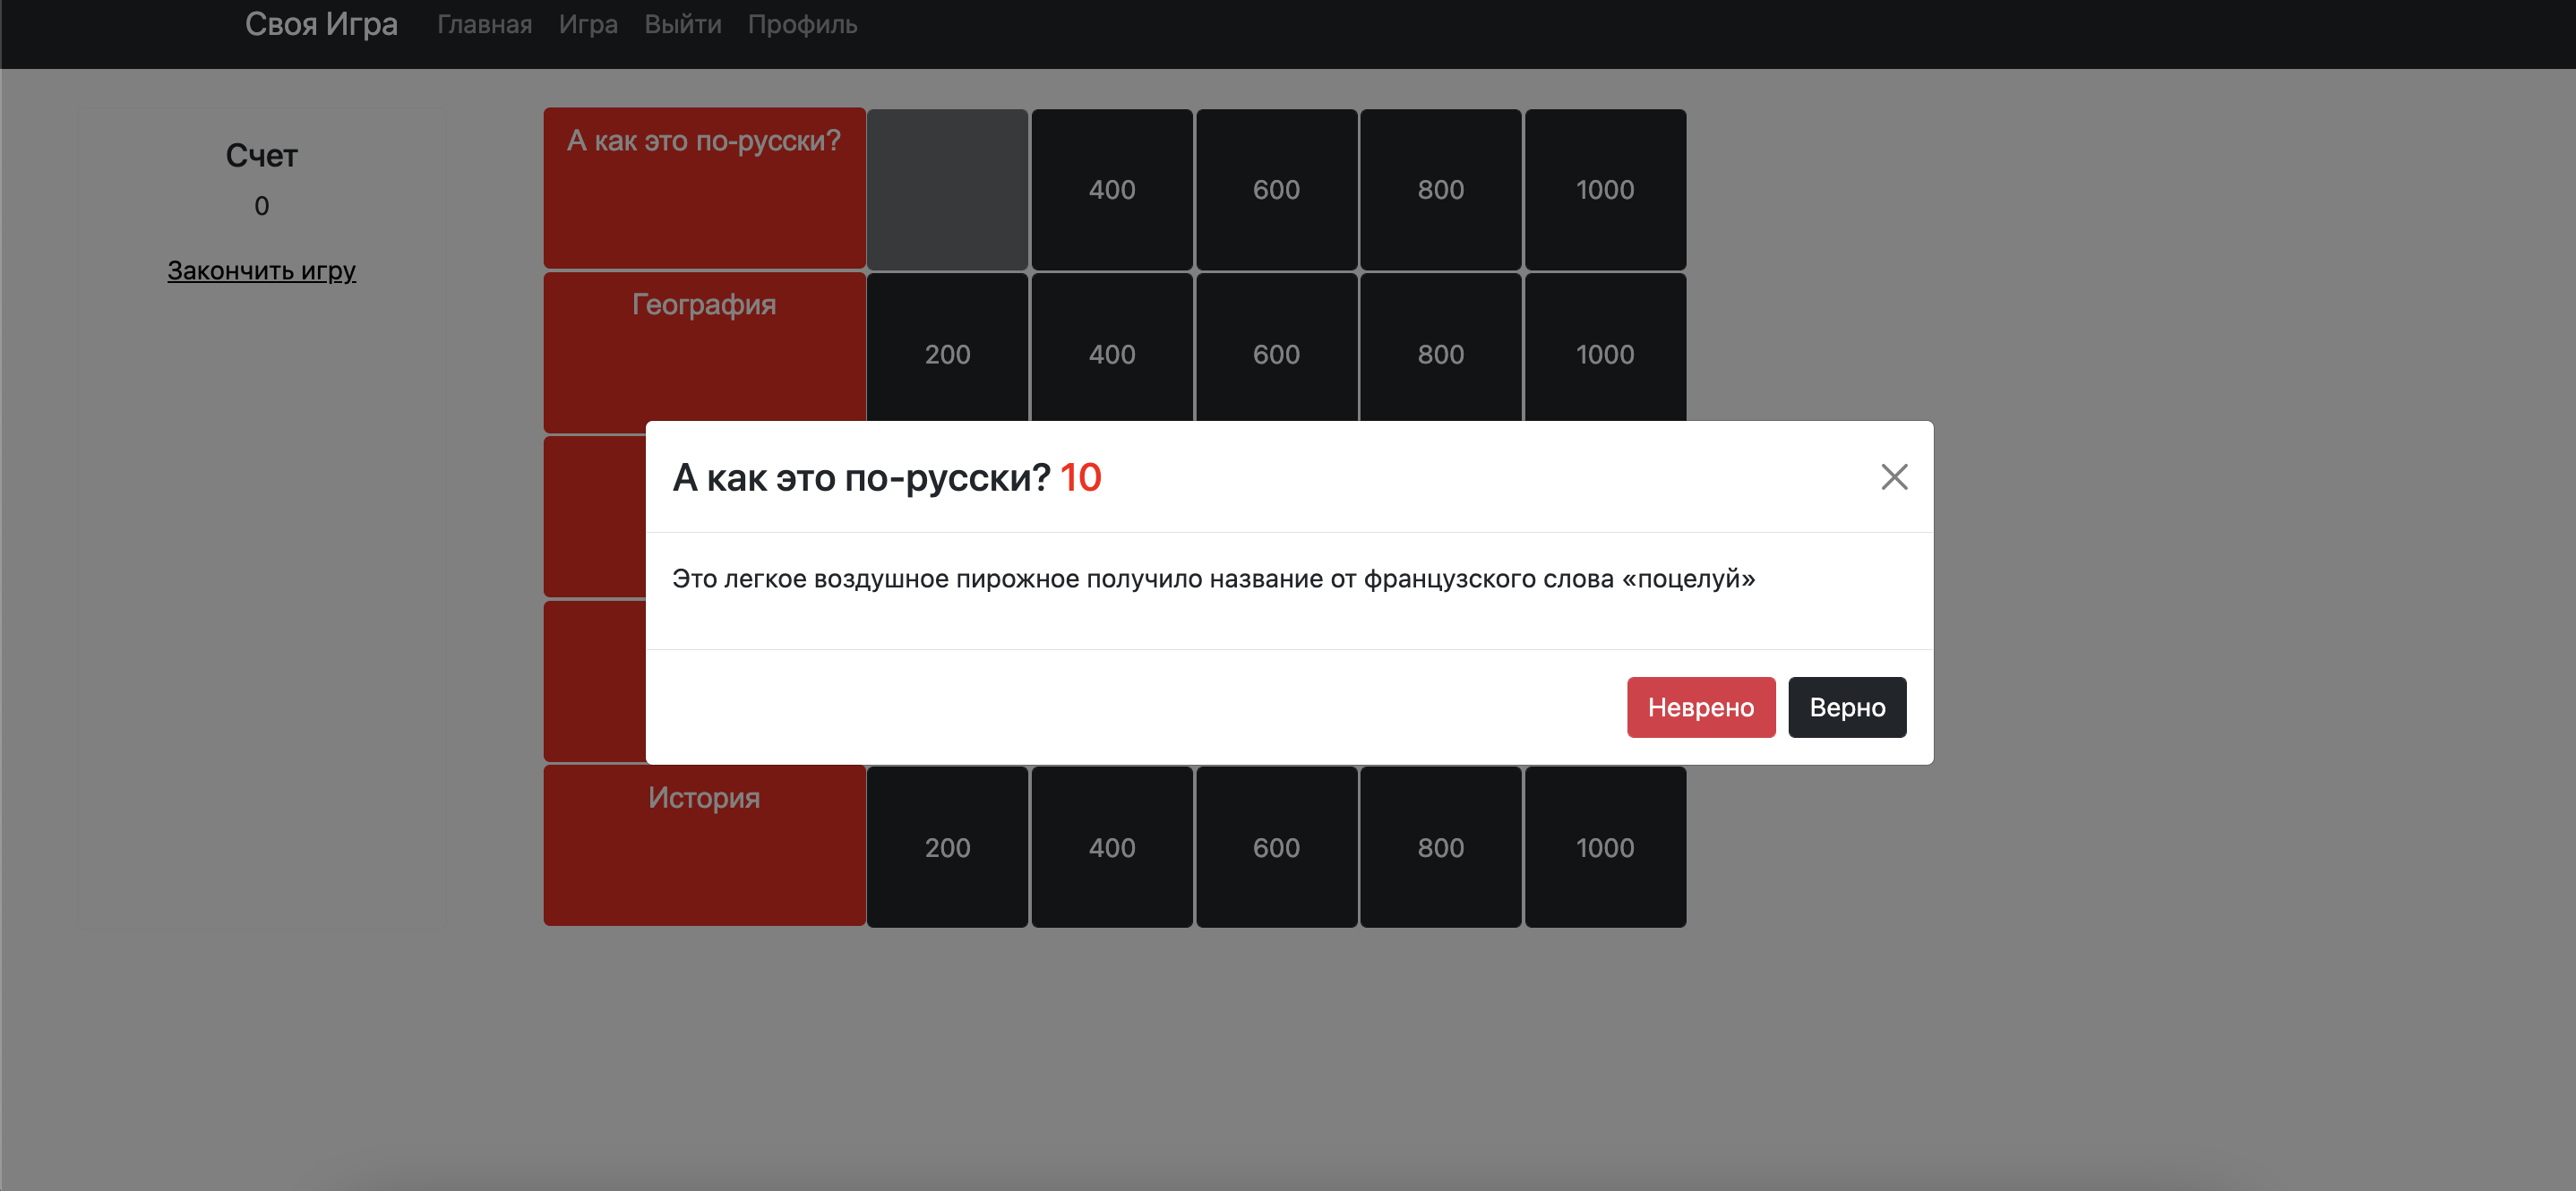 Своя Игра Главная Игра Выйти Профиль
Счет
0
Закончить игру
А как это по-русски? 400 600 800 1000
География 200 400 600 800 1000
А как это по-русски? 10
Это легкое воздушное пирожное получило название от французского слова «поцелуй»
Неврено Верно
История 200 400 600 800 1000